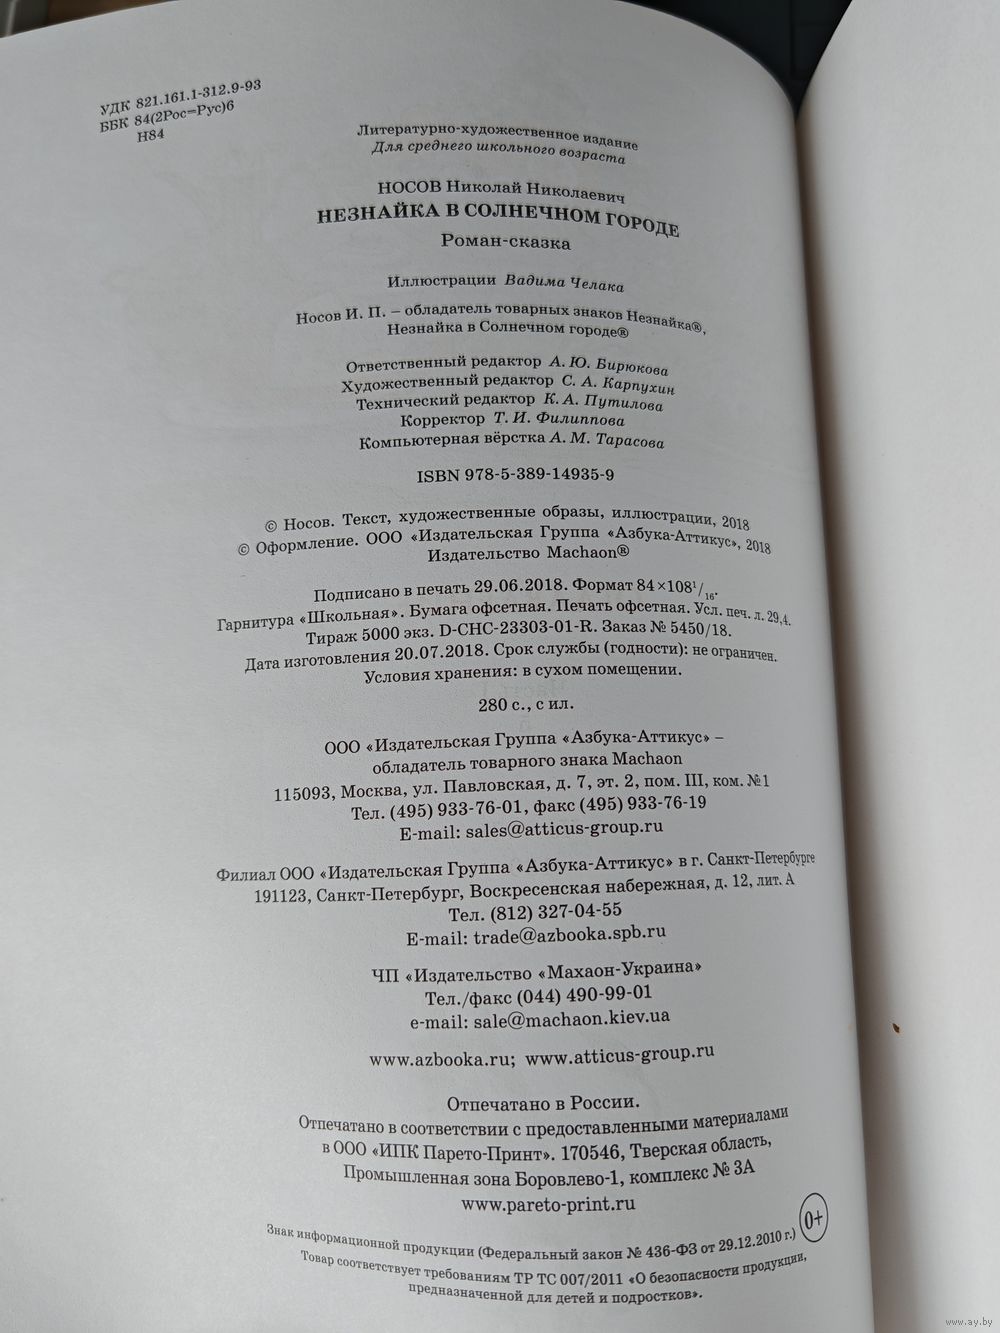 УДК 821.161.1-312.9-93
ББК 84(2Рос=Рус)6
Н84
Литературно-художественное издание
Для среднего школьного возраста
НОСОВ Николай Николаевич
НЕЗНАЙКА В СОЛНЕЧНОМ ГОРОДЕ
Роман-сказка
Иллюстрации Вадима Челака
Носов И. П. – обладатель товарных знаков Незнайка®,
Незнайка в Солнечном городе®
Ответственный редактор А. Ю. Бирюкова
Художественный редактор С. А. Карпухин
Технический редактор К. А. Путилова
Корректор Т. И. Филиппова
Компьютерная вёрстка А. М. Тарасова
ISBN 978-5-389-14935-9
© Носов. Текст, художественные образы, иллюстрации, 2018
© Оформление. ООО «Издательская Группа «Азбука-Аттикус», 2018
Издательство Machaon®
Подписано в печать 29.06.2018. Формат 84×108 1/16.
Гарнитура «Школьная». Бумага офсетная. Печать офсетная. Усл. печ. л. 29,4.
Тираж 5000 экз. D-CHC-23303-01-R. Заказ № 5450/18.
Дата изготовления 20.07.2018. Срок службы (годности): не ограничен.
Условия хранения: в сухом помещении.
280 с., с ил.
ООО «Издательская Группа «Азбука-Аттикус» –
обладатель товарного знака Machaon
115093, Москва, ул. Павловская, д. 7, эт. 2, пом. III, ком. №1
Тел. (495) 933-76-01, факс (495) 933-76-19
E-mail: sales@atticus-group.ru
Филиал ООО «Издательская Группа «Азбука-Аттикус» в г. Санкт-Петербурге
191123, Санкт-Петербург, Воскресенская набережная, д. 12, лит. А
Тел. (812) 327-04-55
E-mail: trade@azbooka.spb.ru
ЧП «Издательство «Махаон-Украина»
Тел./факс (044) 490-99-01
e-mail: sale@machaon.kiev.ua
www.azbooka.ru; www.atticus-group.ru
Отпечатано в России.
Отпечатано в соответствии с предоставленными материалами
в ООО «ИПК Парето-Принт». 170546, Тверская область,
Промышленная зона Боровлево-1, комплекс № 3А
www.pareto-print.ru
Знак информационной продукции (Федеральный закон № 436-ФЗ от 29.12.2010 г.) 0+
Товар соответствует требованиям ТР ТС 007/2011 «О безопасности продукции,
предназначенной для детей и подростков».
www.ay.by